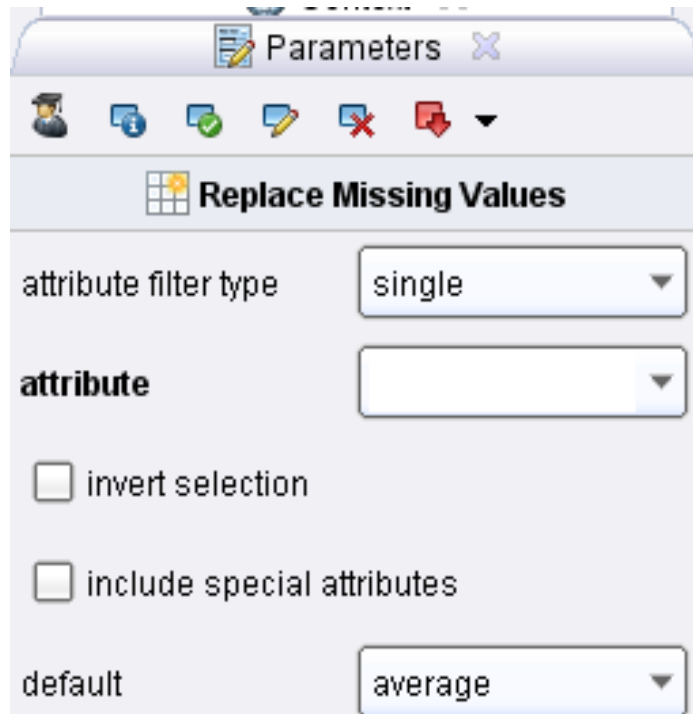 Parameters
Replace Missing Values
attribute filter type single
attribute
invert selection
include special attributes
default average